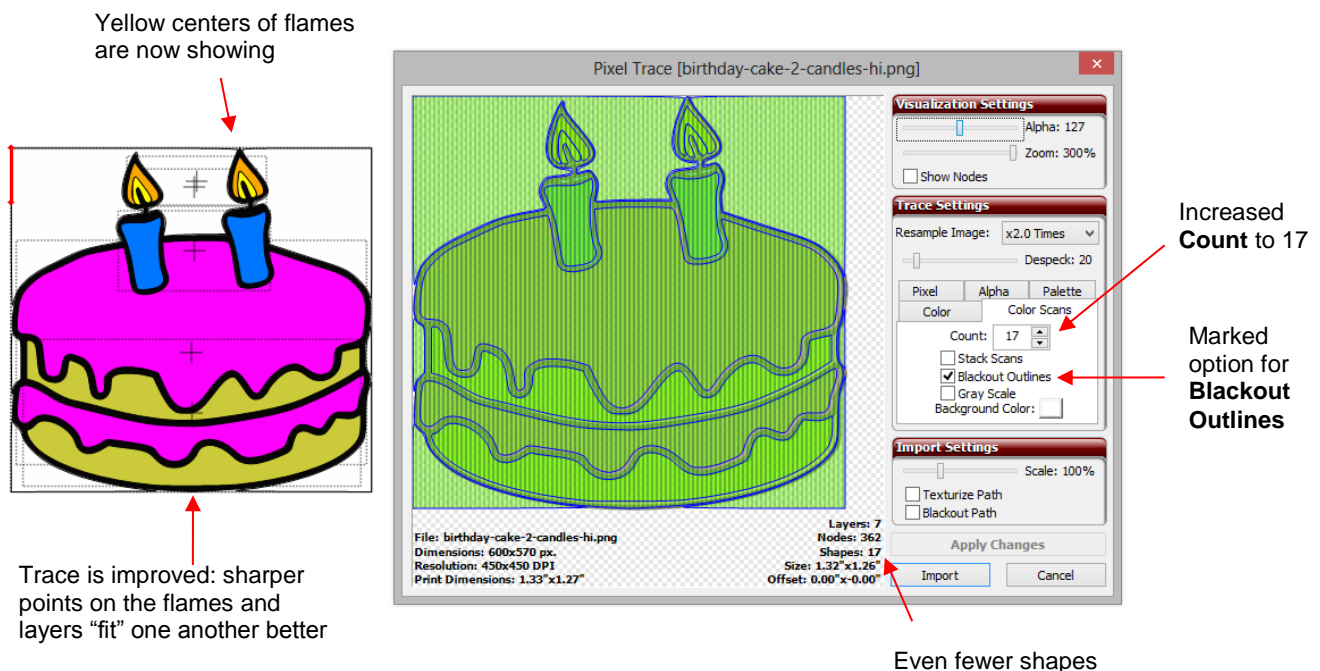 Yellow centers of flames
are now showing
Pixel Trace [birthday-cake-2-candles-hi.png]
Visualization Settings
Alpha: 127
Zoom: 300%
Show Nodes
Trace Settings
Resample Image: x2.0 Times
Despeck: 20
Pixel Alpha Palette
Color Color Scans
Count: 17
Stack Scans
Blackout Outlines
Gray Scale
Background Color:
Import Settings
Scale: 100%
Texturize Path
Blackout Path
Apply Changes
Import Cancel
File: birthday-cake-2-candles-hi.png
Dimensions: 600x570 px.
Resolution: 450x450 DPI
Print Dimensions: 1.33"x1.27"
Layers: 7
Nodes: 362
Shapes: 17
Size: 1.32"x1.26"
Offset: 0.00"x-0.00"
Increased
Count to 17
Marked
option for
Blackout
Outlines
Trace is improved: sharper
points on the flames and
layers “fit” one another better
Even fewer shapes